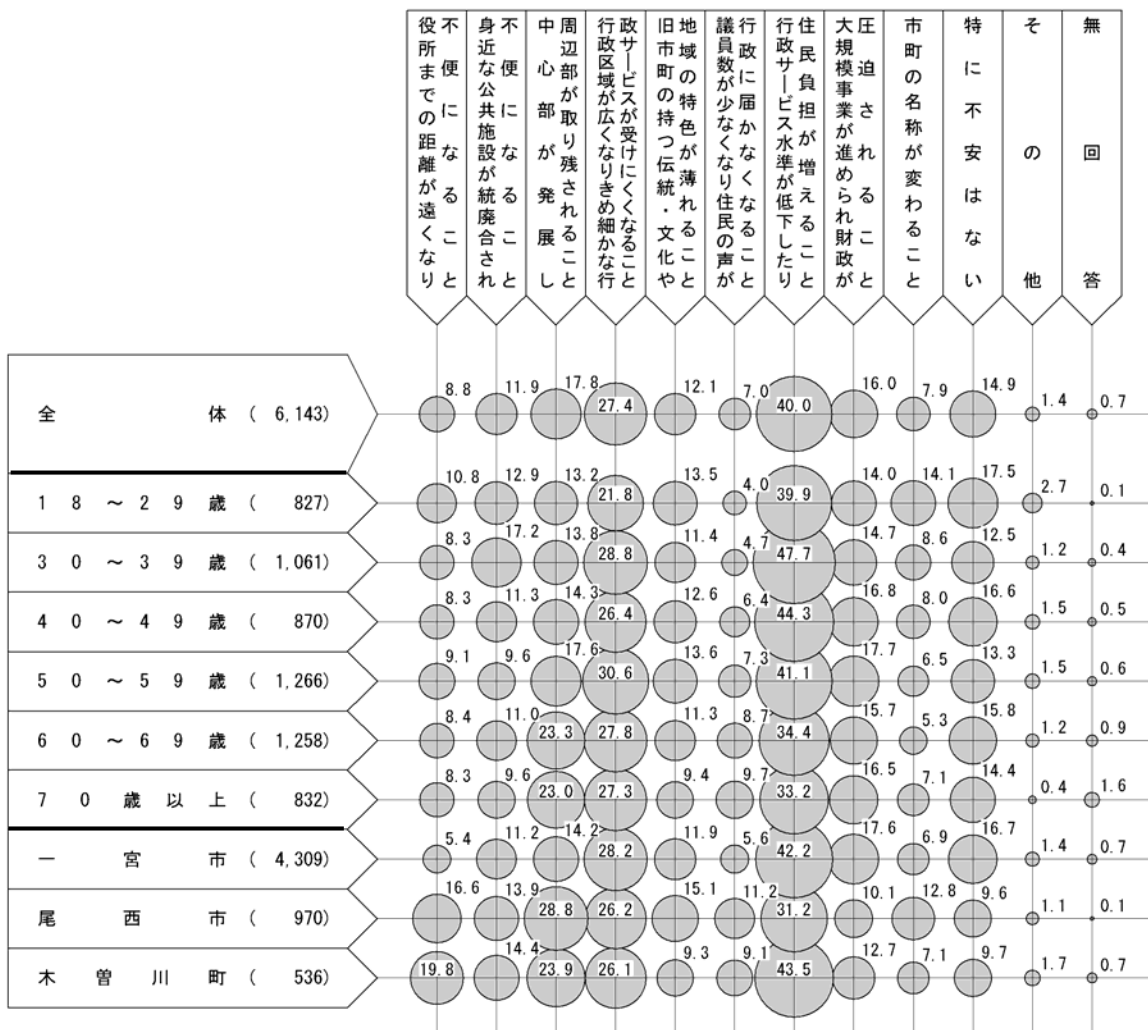 役所までの距離が遠くなり
不便になること
身近な公共施設が統廃合され
不便になること
中心部が発展し
周辺部が取り残されること
行政区域が広くなりきめ細かな行
政サービスが受けにくくなること
旧市町の持つ伝統・文化や
地域の特色が薄れること
議員数が少なくなり住民の声が
行政に届かなくなること
行政サービス水準が低下したり
住民負担が増えること
大規模事業が進められ財政が
圧迫されること
市町の名称が変わること
特に不安はない
その他
無回答
全体 ( 6,143) 8.8 11.9 17.8 27.4 12.1 7.0 40.0 16.0 7.9 14.9 1.4 0.7
18~29歳 ( 827) 10.8 12.9 13.2 21.8 13.5 4.0 39.9 14.0 14.1 17.5 2.7 0.1
30~39歳 ( 1,061) 8.3 17.2 13.8 28.8 11.4 4.7 47.7 14.7 8.6 12.5 1.2 0.4
40~49歳 ( 870) 8.3 11.3 14.3 26.4 12.6 6.4 44.3 16.8 8.0 16.6 1.5 0.5
50~59歳 ( 1,266) 9.1 9.6 17.6 30.6 13.6 7.3 41.1 17.7 6.5 13.3 1.5 0.6
60~69歳 ( 1,258) 8.4 11.0 23.3 27.8 11.3 8.7 34.4 15.7 5.3 15.8 1.2 0.9
70歳以上 ( 832) 8.3 9.6 23.0 27.3 9.4 9.7 33.2 16.5 7.1 14.4 0.4 1.6
一宮市 ( 4,309) 5.4 11.2 14.2 28.2 11.9 5.6 42.2 17.6 6.9 16.7 1.4 0.7
尾西市 ( 970) 16.6 13.9 28.8 26.2 15.1 11.2 31.2 10.1 12.8 9.6 1.1 0.1
木曽川町 ( 536) 19.8 14.4 23.9 26.1 9.3 9.1 43.5 12.7 7.1 9.7 1.7 0.7